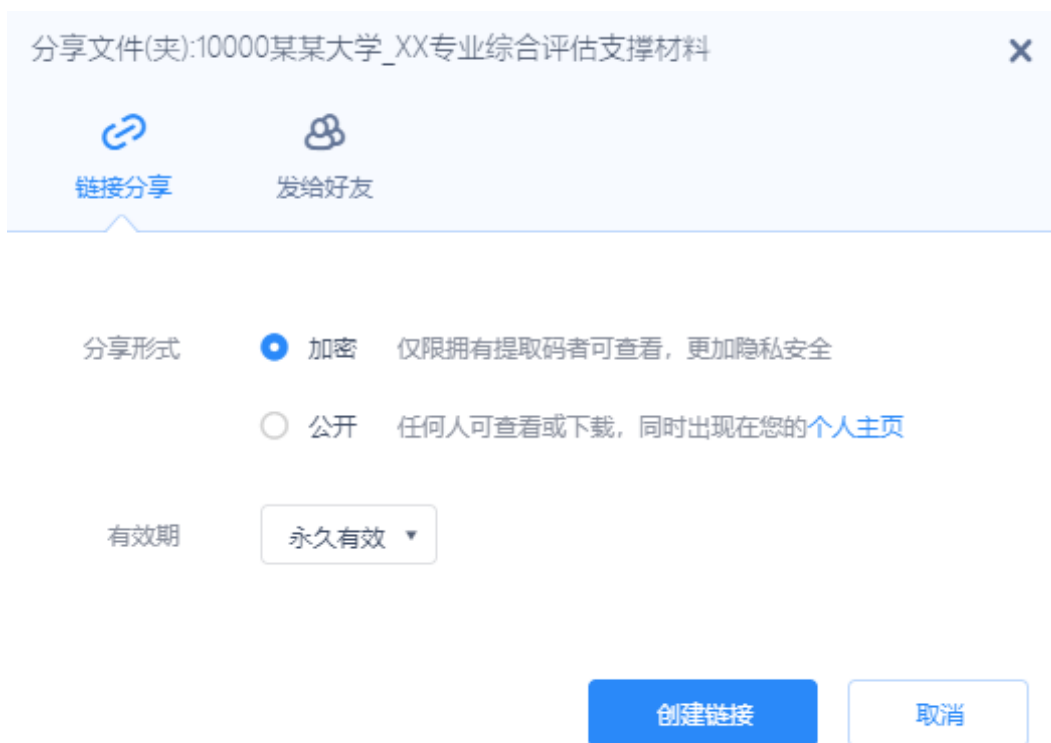 分享文件(夹):10000某某大学_XX专业综合评估支撑材料
链接分享 发给好友
分享形式 加密 仅限拥有提取码者可查看，更加隐私安全
公开 任何人可查看或下载，同时出现在您的个人主页
有效期 永久有效
创建链接 取消